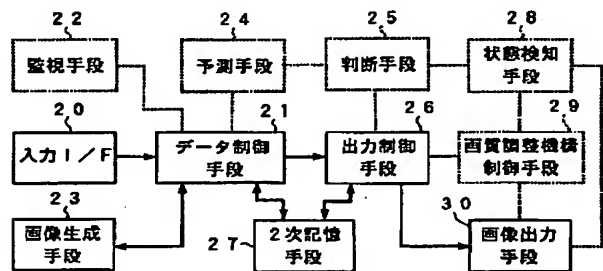 22
監視手段
24
予測手段
25
判断手段
28
状態検知
手段
20
入力I/F
21
データ制御
手段
26
出力制御
手段
29
画質調整機構
制御手段
23
画像生成
手段
27
2次記憶
手段
30
画像出力
手段